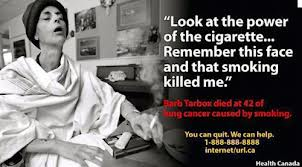 "Look at the power
of the cigarette...
Remember this face
and that smoking
killed me."
Barb Tarbox died at 42 of
lung cancer caused by smoking.
You can quit. We can help.
1-888-888-8888
internet/url.ca
Health Canada